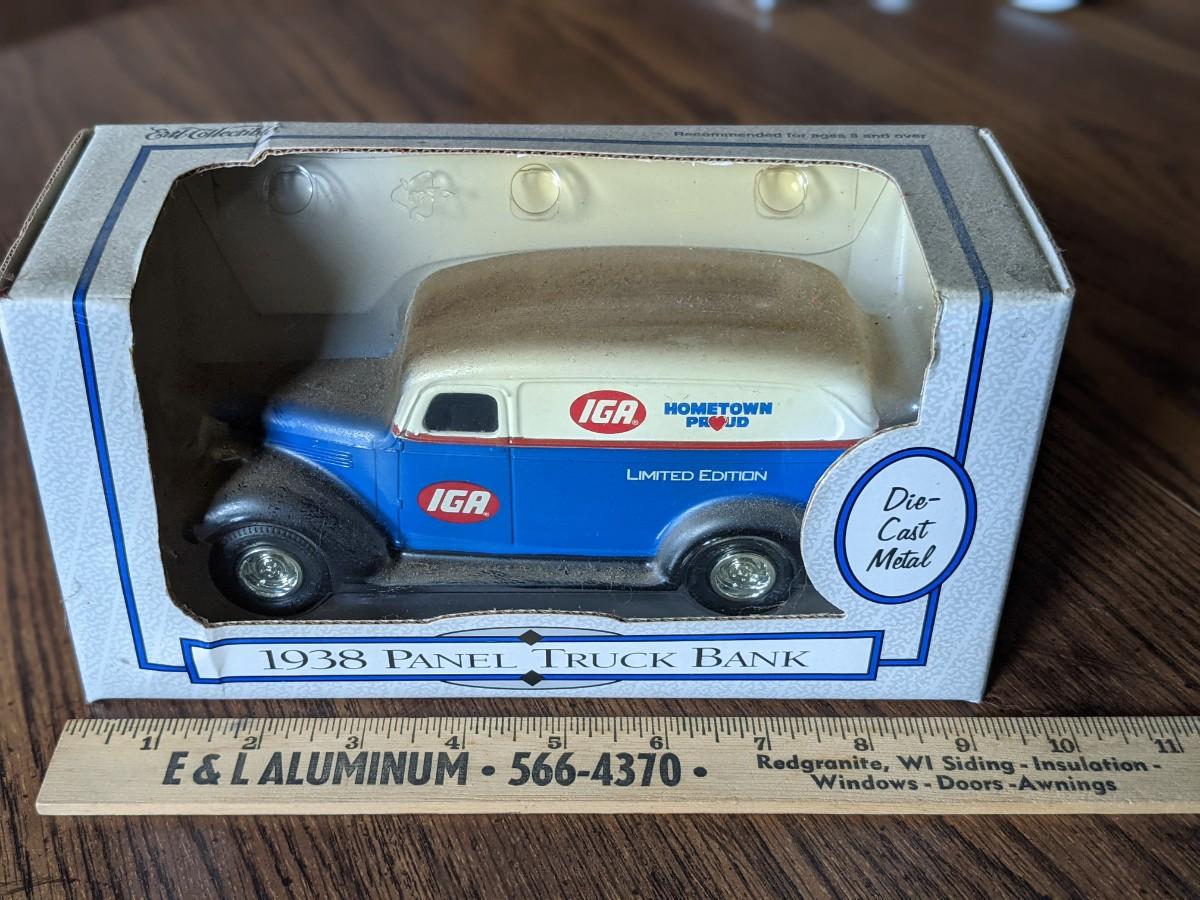 Ertl Collectibles
Recommended for ages 8 and over
IGA®
HOMETOWN
PROUD
LIMITED EDITION
IGA®
Die-
Cast
Metal
1938 PANEL TRUCK BANK
1 2 3 4 5 6 7 8 9 10 11
E & L ALUMINUM • 566-4370 •
Redgranite, WI Siding - Insulation -
Windows - Doors - Awnings